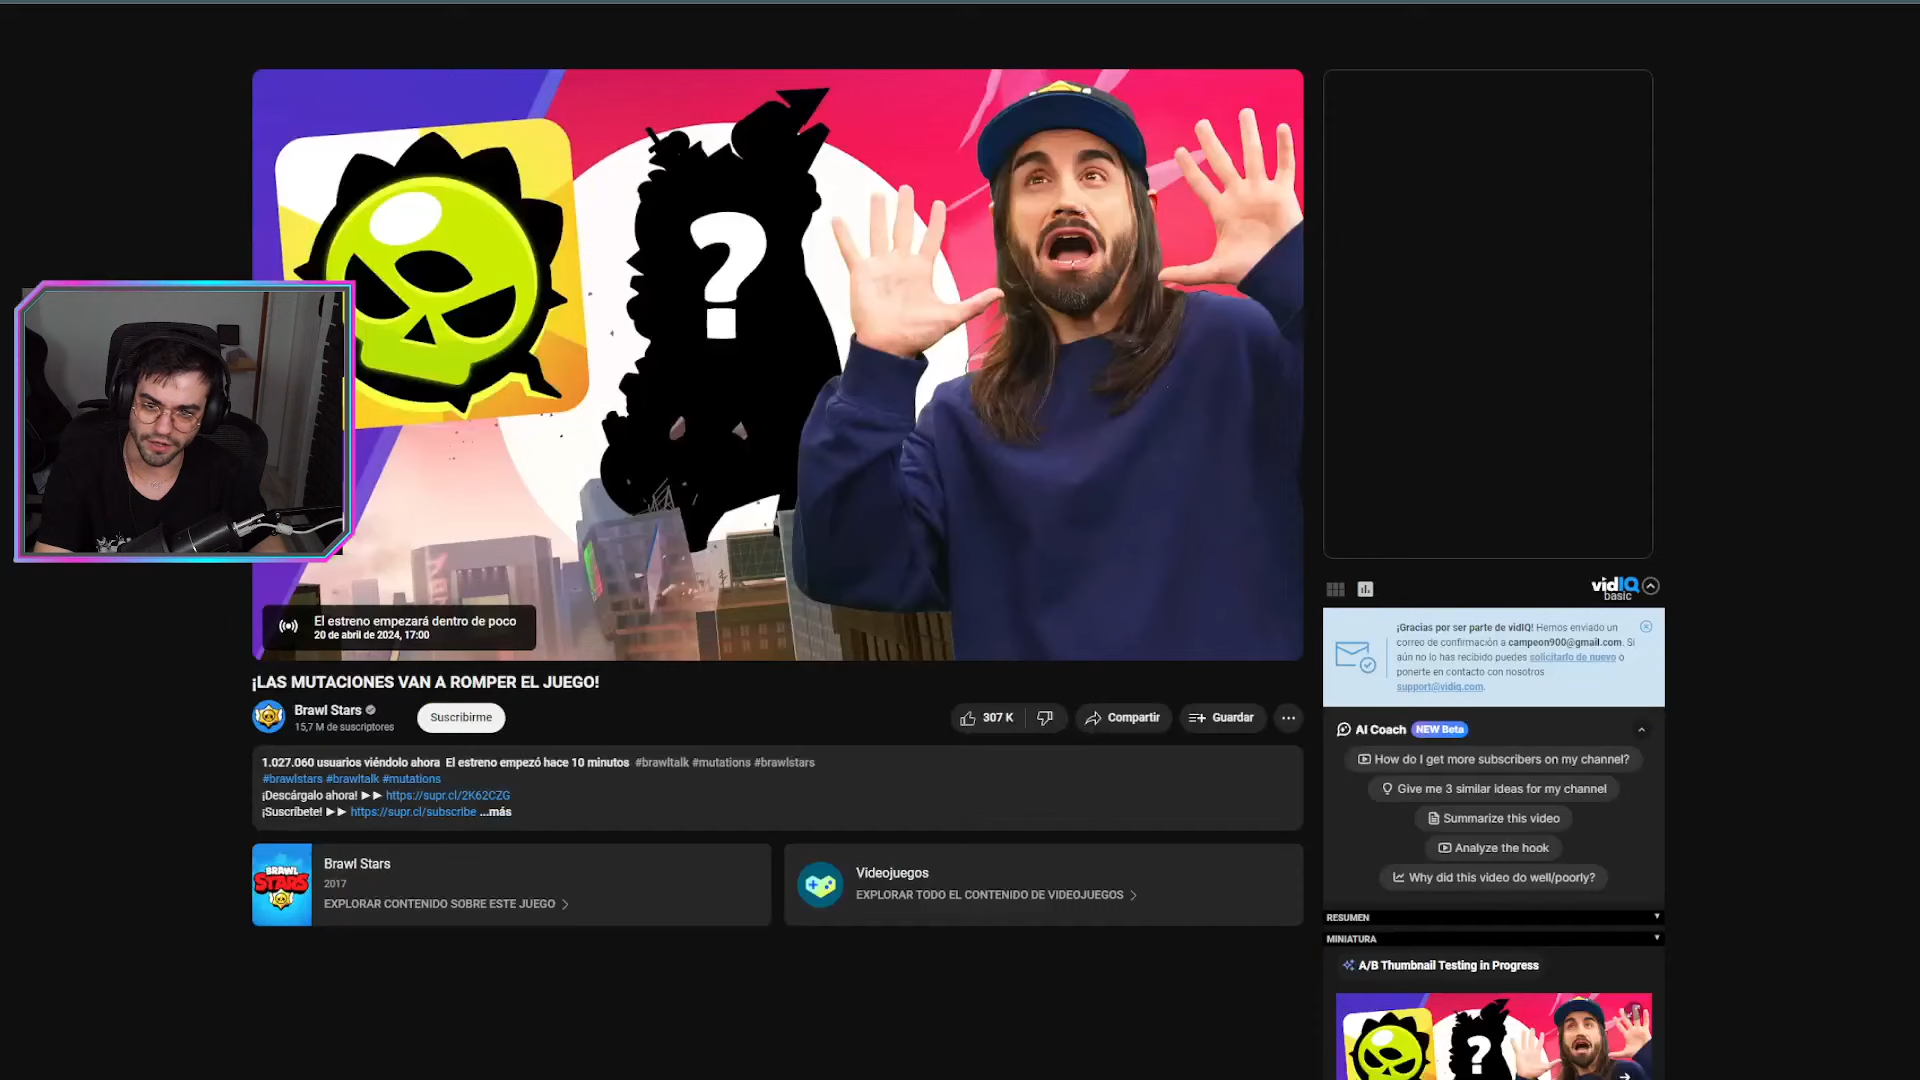 ?
El estreno empezará dentro de poco
20 de abril de 2024, 17:00
¡LAS MUTACIONES VAN A ROMPER EL JUEGO!
Brawl Stars
15,7 M de suscriptores
Suscribirme
307 K
Compartir
Guardar
1.027.060 usuarios viéndolo ahora El estreno empezó hace 10 minutos #brawltalk #mutations #brawlstars
#brawlstars #brawltalk #mutations
¡Descárgalo ahora! ►► https://supr.cl/2K62CZG
¡Suscríbete! ►► https://supr.cl/subscribe ...más
BRAWL
STARS
Brawl Stars
2017
EXPLORAR CONTENIDO SOBRE ESTE JUEGO
Videojuegos
EXPLORAR TODO EL CONTENIDO DE VIDEOJUEGOS
vidIQ
basic
¡Gracias por ser parte de vidIQ! Hemos enviado un
correo de confirmación a campeon900@gmail.com. Si
aún no lo has recibido puedes solicitarlo de nuevo o
ponerte en contacto con nosotros
support@vidiq.com.
AI Coach NEW Beta
How do I get more subscribers on my channel?
Give me 3 similar ideas for my channel
Summarize this video
Analyze the hook
Why did this video do well/poorly?
RESUMEN
MINIATURA
A/B Thumbnail Testing in Progress
?